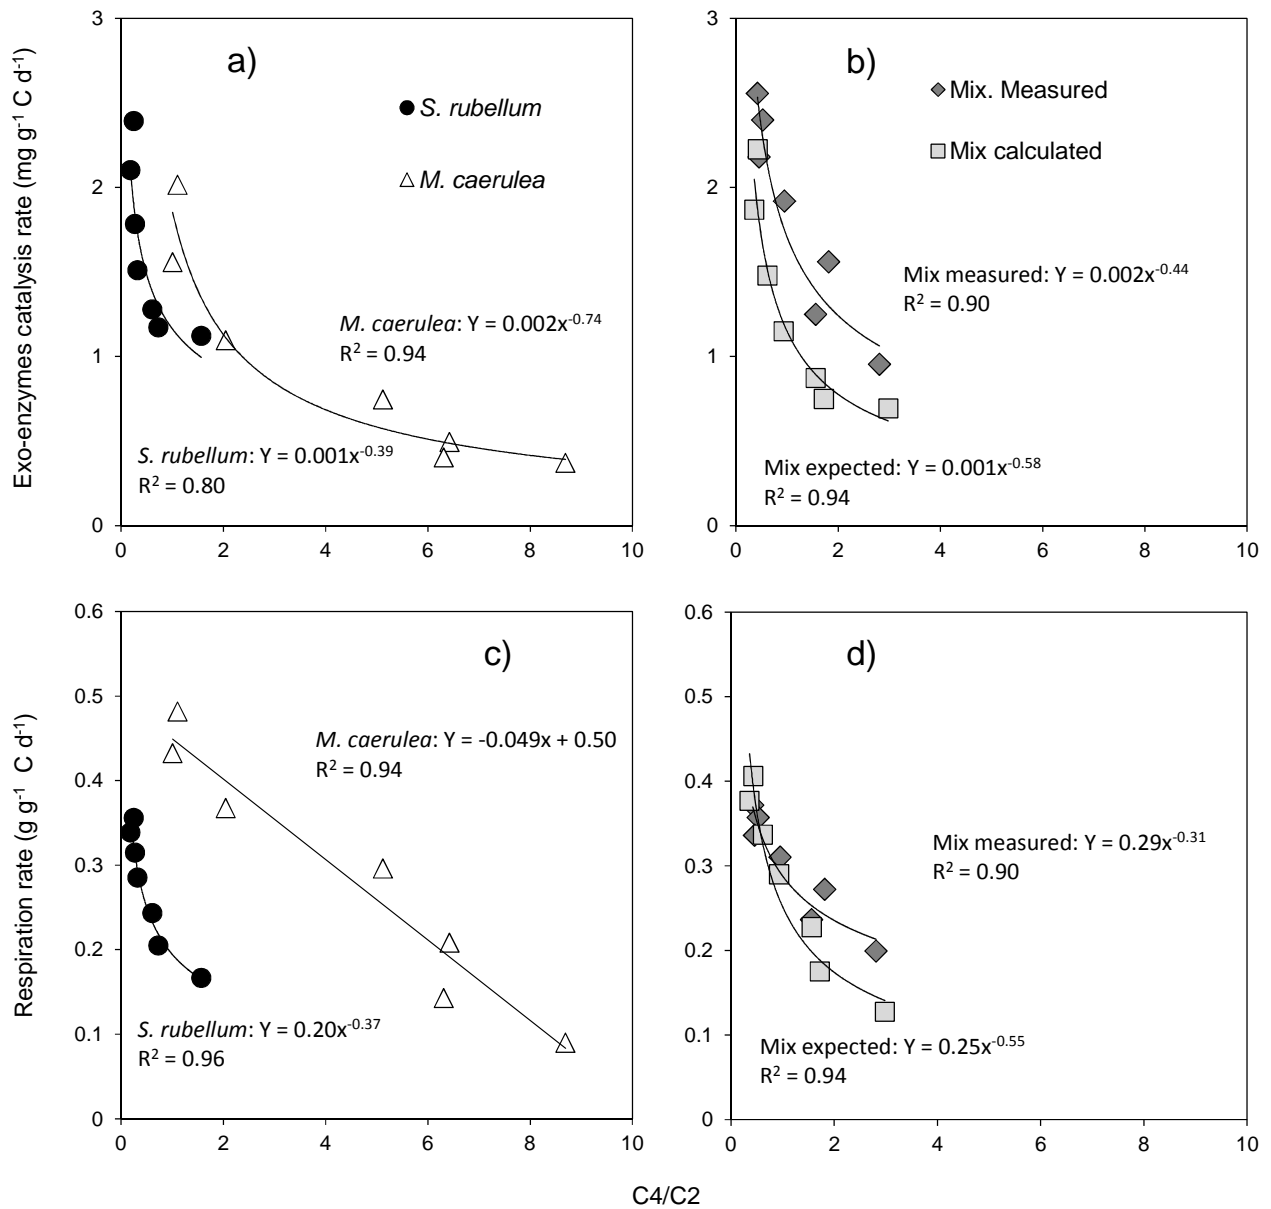 Exo-enzymes catalysis rate (mg g⁻¹ C d⁻¹)
3
2
1
0
a)
S. rubellum
M. caerulea
M. caerulea: Y = 0.002x⁻⁰·⁷⁴
R² = 0.94
S. rubellum: Y = 0.001x⁻⁰·³⁹
R² = 0.80
0 2 4 6 8 10
3
2
1
0
b)
Mix. Measured
Mix calculated
Mix measured: Y = 0.002x⁻⁰·⁴⁴
R² = 0.90
Mix expected: Y = 0.001x⁻⁰·⁵⁸
R² = 0.94
0 2 4 6 8 10
Respiration rate (g g⁻¹ C d⁻¹)
0.6
0.5
0.4
0.3
0.2
0.1
0
c)
M. caerulea: Y = -0.049x + 0.50
R² = 0.94
S. rubellum: Y = 0.20x⁻⁰·³⁷
R² = 0.96
0 2 4 6 8 10
0.6
0.5
0.4
0.3
0.2
0.1
0
d)
Mix measured: Y = 0.29x⁻⁰·³¹
R² = 0.90
Mix expected: Y = 0.25x⁻⁰·⁵⁵
R² = 0.94
0 2 4 6 8 10
C4/C2